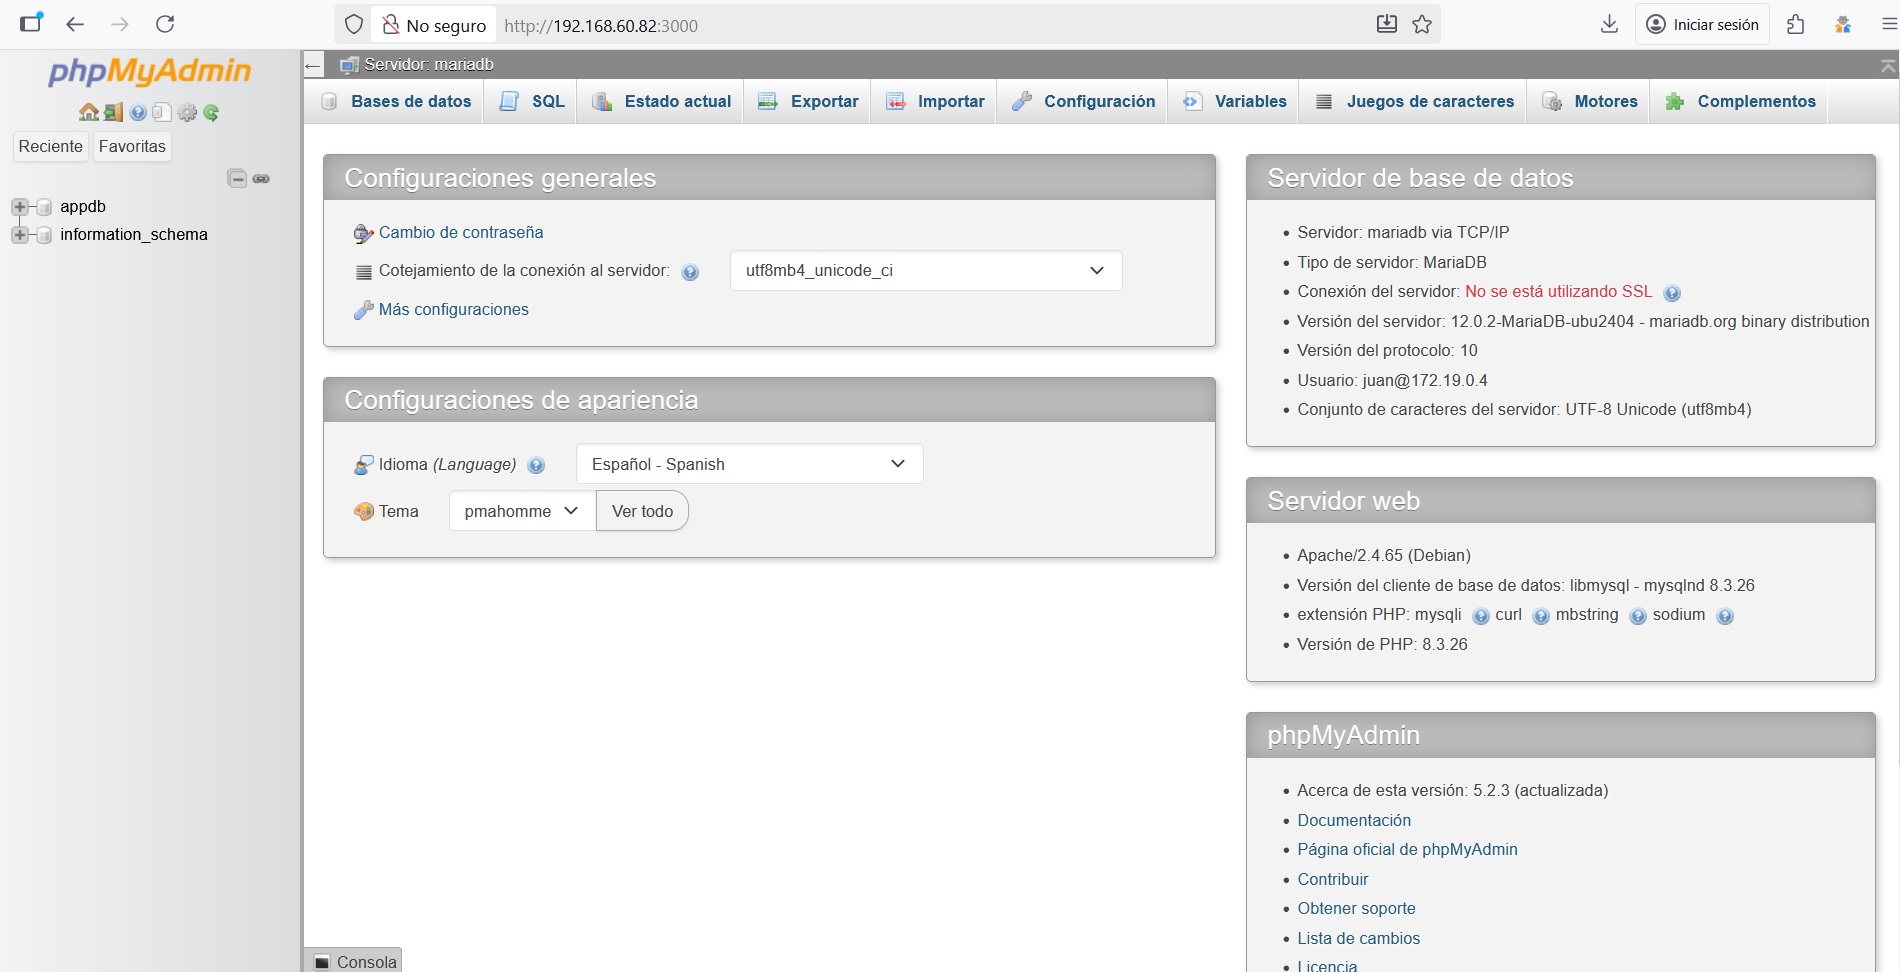 No seguro
http://192.168.60.82:3000
Iniciar sesión
phpMyAdmin
Reciente
Favoritas
appdb
information_schema
Servidor: mariadb
Bases de datos
SQL
Estado actual
Exportar
Importar
Configuración
Variables
Juegos de caracteres
Motores
Complementos
Configuraciones generales
Cambio de contraseña
Cotejamiento de la conexión al servidor:
utf8mb4_unicode_ci
Más configuraciones
Configuraciones de apariencia
Idioma (Language)
Español - Spanish
Tema
pmahomme
Ver todo
Servidor de base de datos
Servidor: mariadb via TCP/IP
Tipo de servidor: MariaDB
Conexión del servidor: No se está utilizando SSL
Versión del servidor: 12.0.2-MariaDB-ubu2404 - mariadb.org binary distribution
Versión del protocolo: 10
Usuario: juan@172.19.0.4
Conjunto de caracteres del servidor: UTF-8 Unicode (utf8mb4)
Servidor web
Apache/2.4.65 (Debian)
Versión del cliente de base de datos: libmysql - mysqlnd 8.3.26
extensión PHP: mysqli curl mbstring sodium
Versión de PHP: 8.3.26
phpMyAdmin
Acerca de esta versión: 5.2.3 (actualizada)
Documentación
Página oficial de phpMyAdmin
Contribuir
Obtener soporte
Lista de cambios
Licencia
Consola